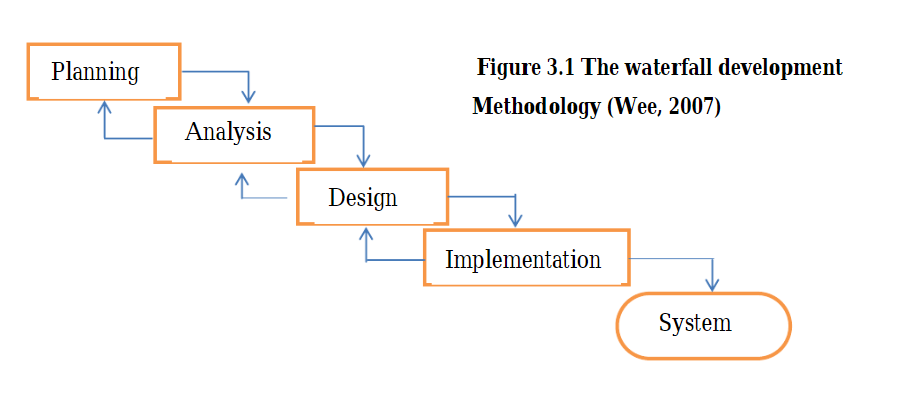 Planning
Figure 3.1 The waterfall development
Methodology (Wee, 2007)
Analysis
Design
Implementation
System